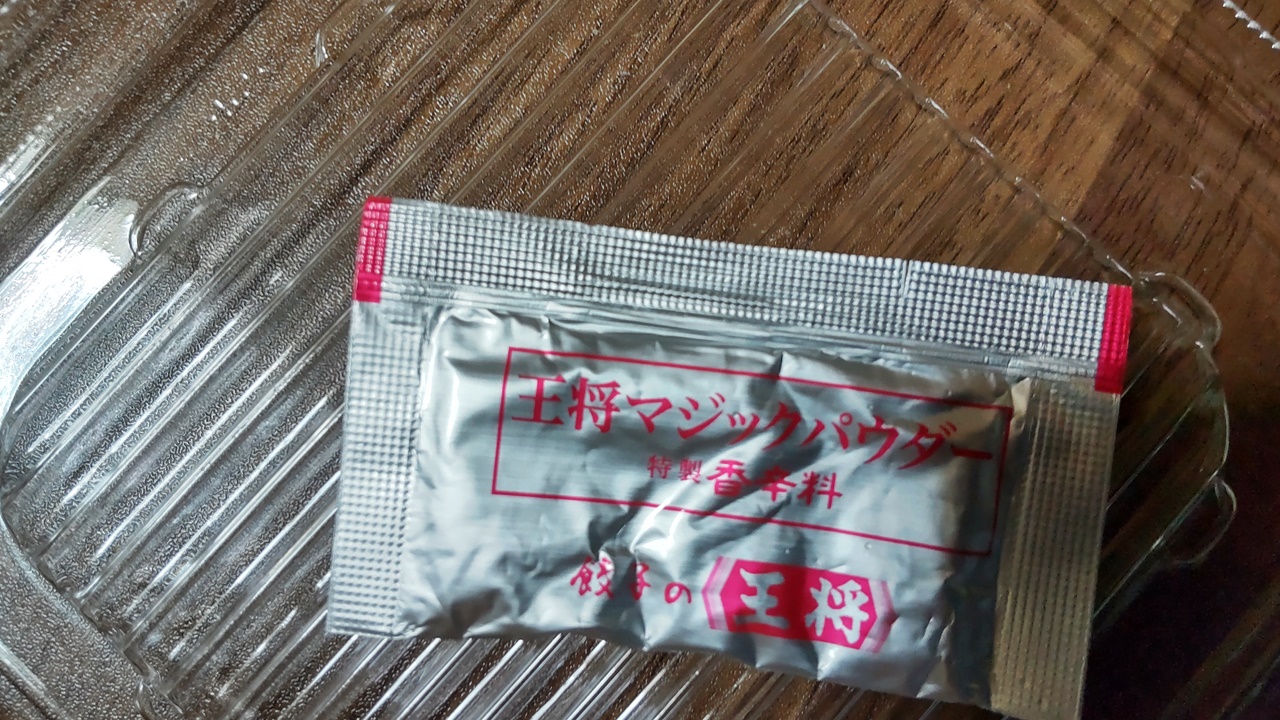 王将マジックパウダー
特製香辛料
餃子の王将